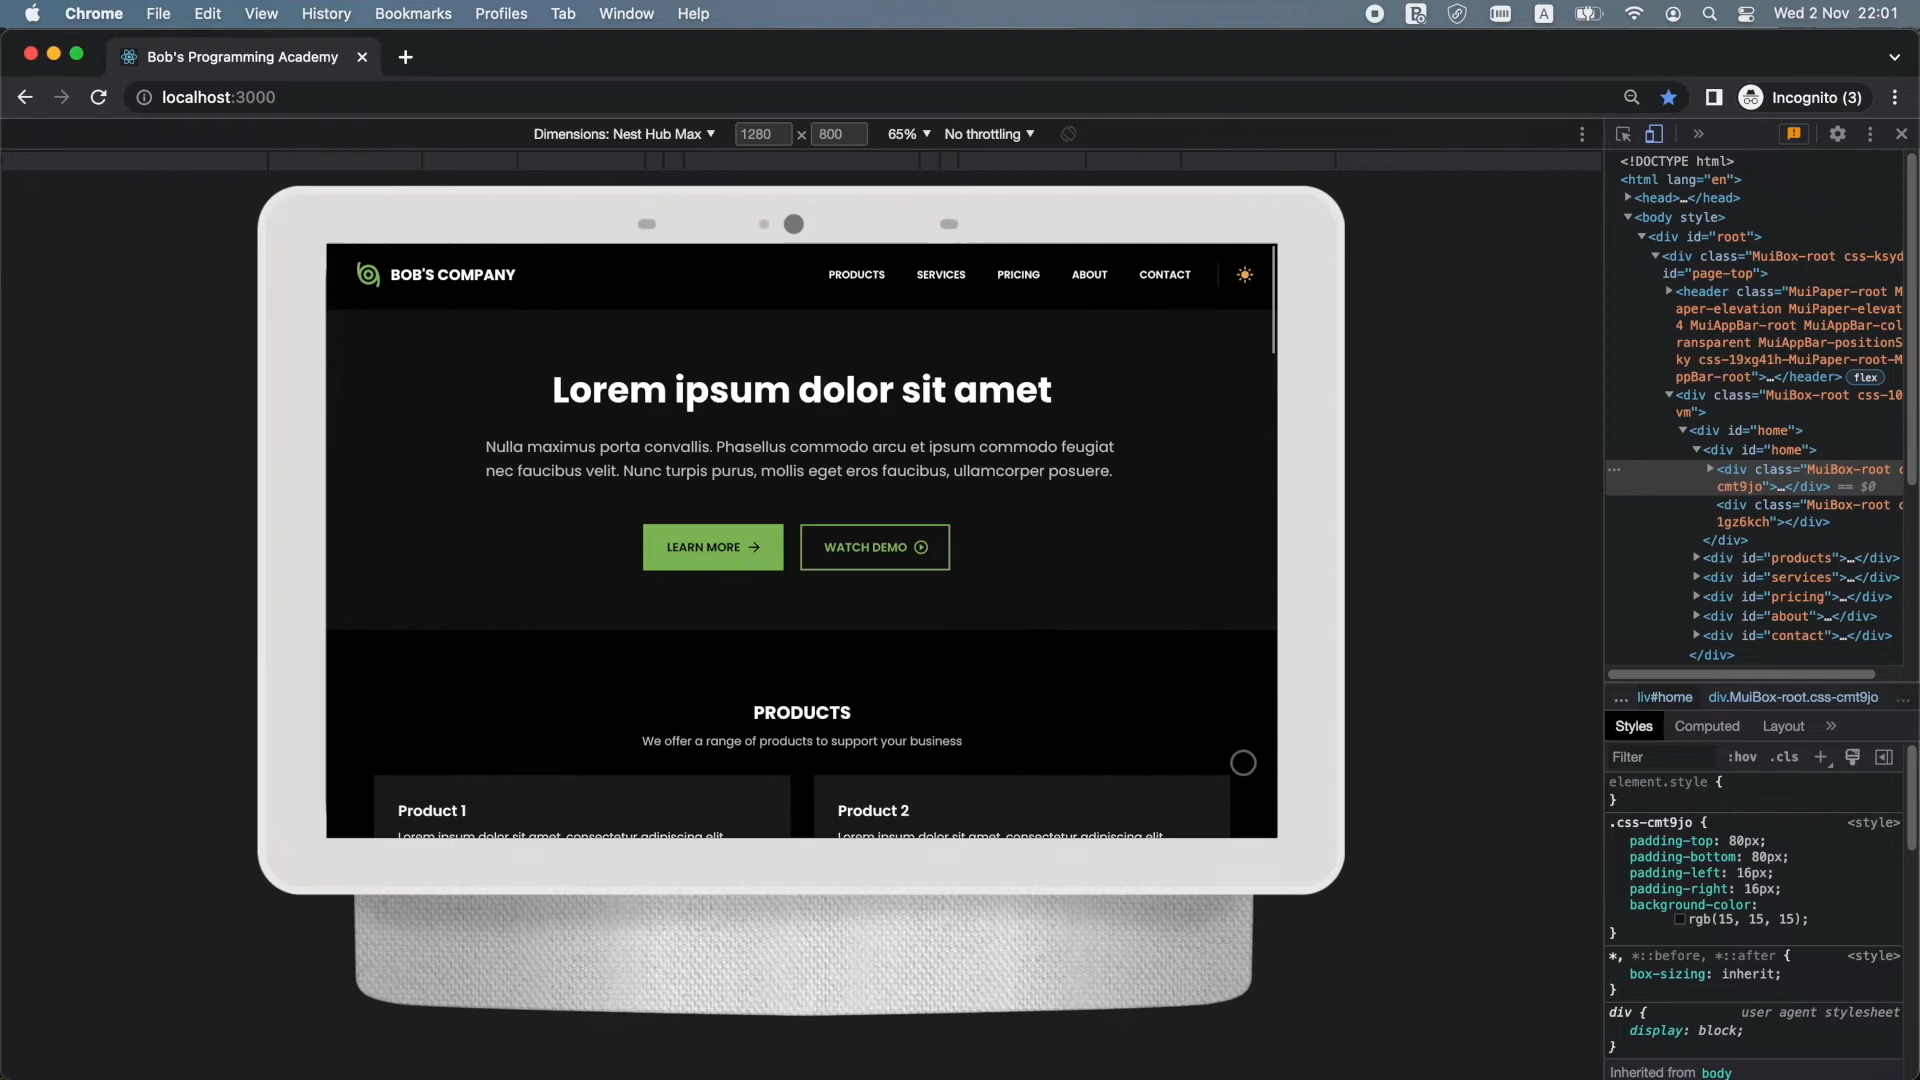 Chrome File Edit View History Bookmarks Profiles Tab Window Help
A Wed 2 Nov 22:01
Bob's Programming Academy
localhost:3000
Incognito (3)
Dimensions: Nest Hub Max 1280 x 800 65% No throttling
BOB'S COMPANY
PRODUCTS SERVICES PRICING ABOUT CONTACT
Lorem ipsum dolor sit amet
Nulla maximus porta convallis. Phasellus commodo arcu et ipsum commodo feugiat
nec faucibus velit. Nunc turpis purus, mollis eget eros faucibus, ullamcorper posuere.
LEARN MORE
WATCH DEMO
PRODUCTS
We offer a range of products to support your business
Product 1
Lorem ipsum dolor sit amet, consectetur adipiscing elit.
Product 2
Lorem ipsum dolor sit amet, consectetur adipiscing elit.
<!DOCTYPE html>
<html lang="en">
<head>…</head>
<body style>
<div id="root">
<div class="MuiBox-root css-ksyd
id="page-top">
<header class="MuiPaper-root M
aper-elevation MuiPaper-elevat
4 MuiAppBar-root MuiAppBar-col
ransparent MuiAppBar-positionS
ky css-19xg41h-MuiPaper-root-M
ppBar-root">…</header> flex
<div class="MuiBox-root css-10
vm">
<div id="home">
<div id="home">
<div class="MuiBox-root c
cmt9jo">…</div> == $0
<div class="MuiBox-root c
1gz6kch"></div>
</div>
<div id="products">…</div>
<div id="services">…</div>
<div id="pricing">…</div>
<div id="about">…</div>
<div id="contact">…</div>
</div>
… div#home div.MuiBox-root.css-cmt9jo …
Styles Computed Layout
Filter :hov .cls
element.style {
}
.css-cmt9jo { <style>
padding-top: 80px;
padding-bottom: 80px;
padding-left: 16px;
padding-right: 16px;
background-color:
rgb(15, 15, 15);
}
*, *::before, *::after { <style>
box-sizing: inherit;
}
div { user agent stylesheet
display: block;
}
Inherited from body